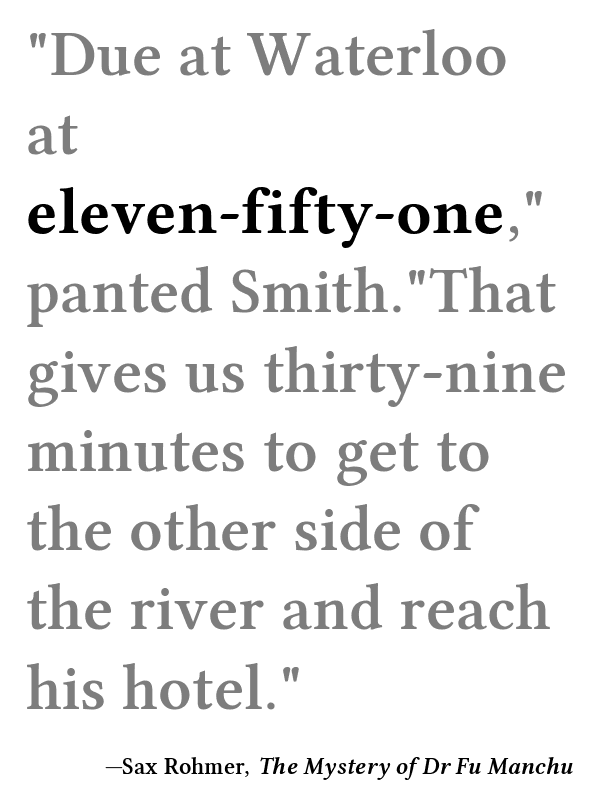 "Due at Waterloo
at
eleven-fifty-one,"
panted Smith."That
gives us thirty-nine
minutes to get to
the other side of
the river and reach
his hotel."
—Sax Rohmer, The Mystery of Dr Fu Manchu